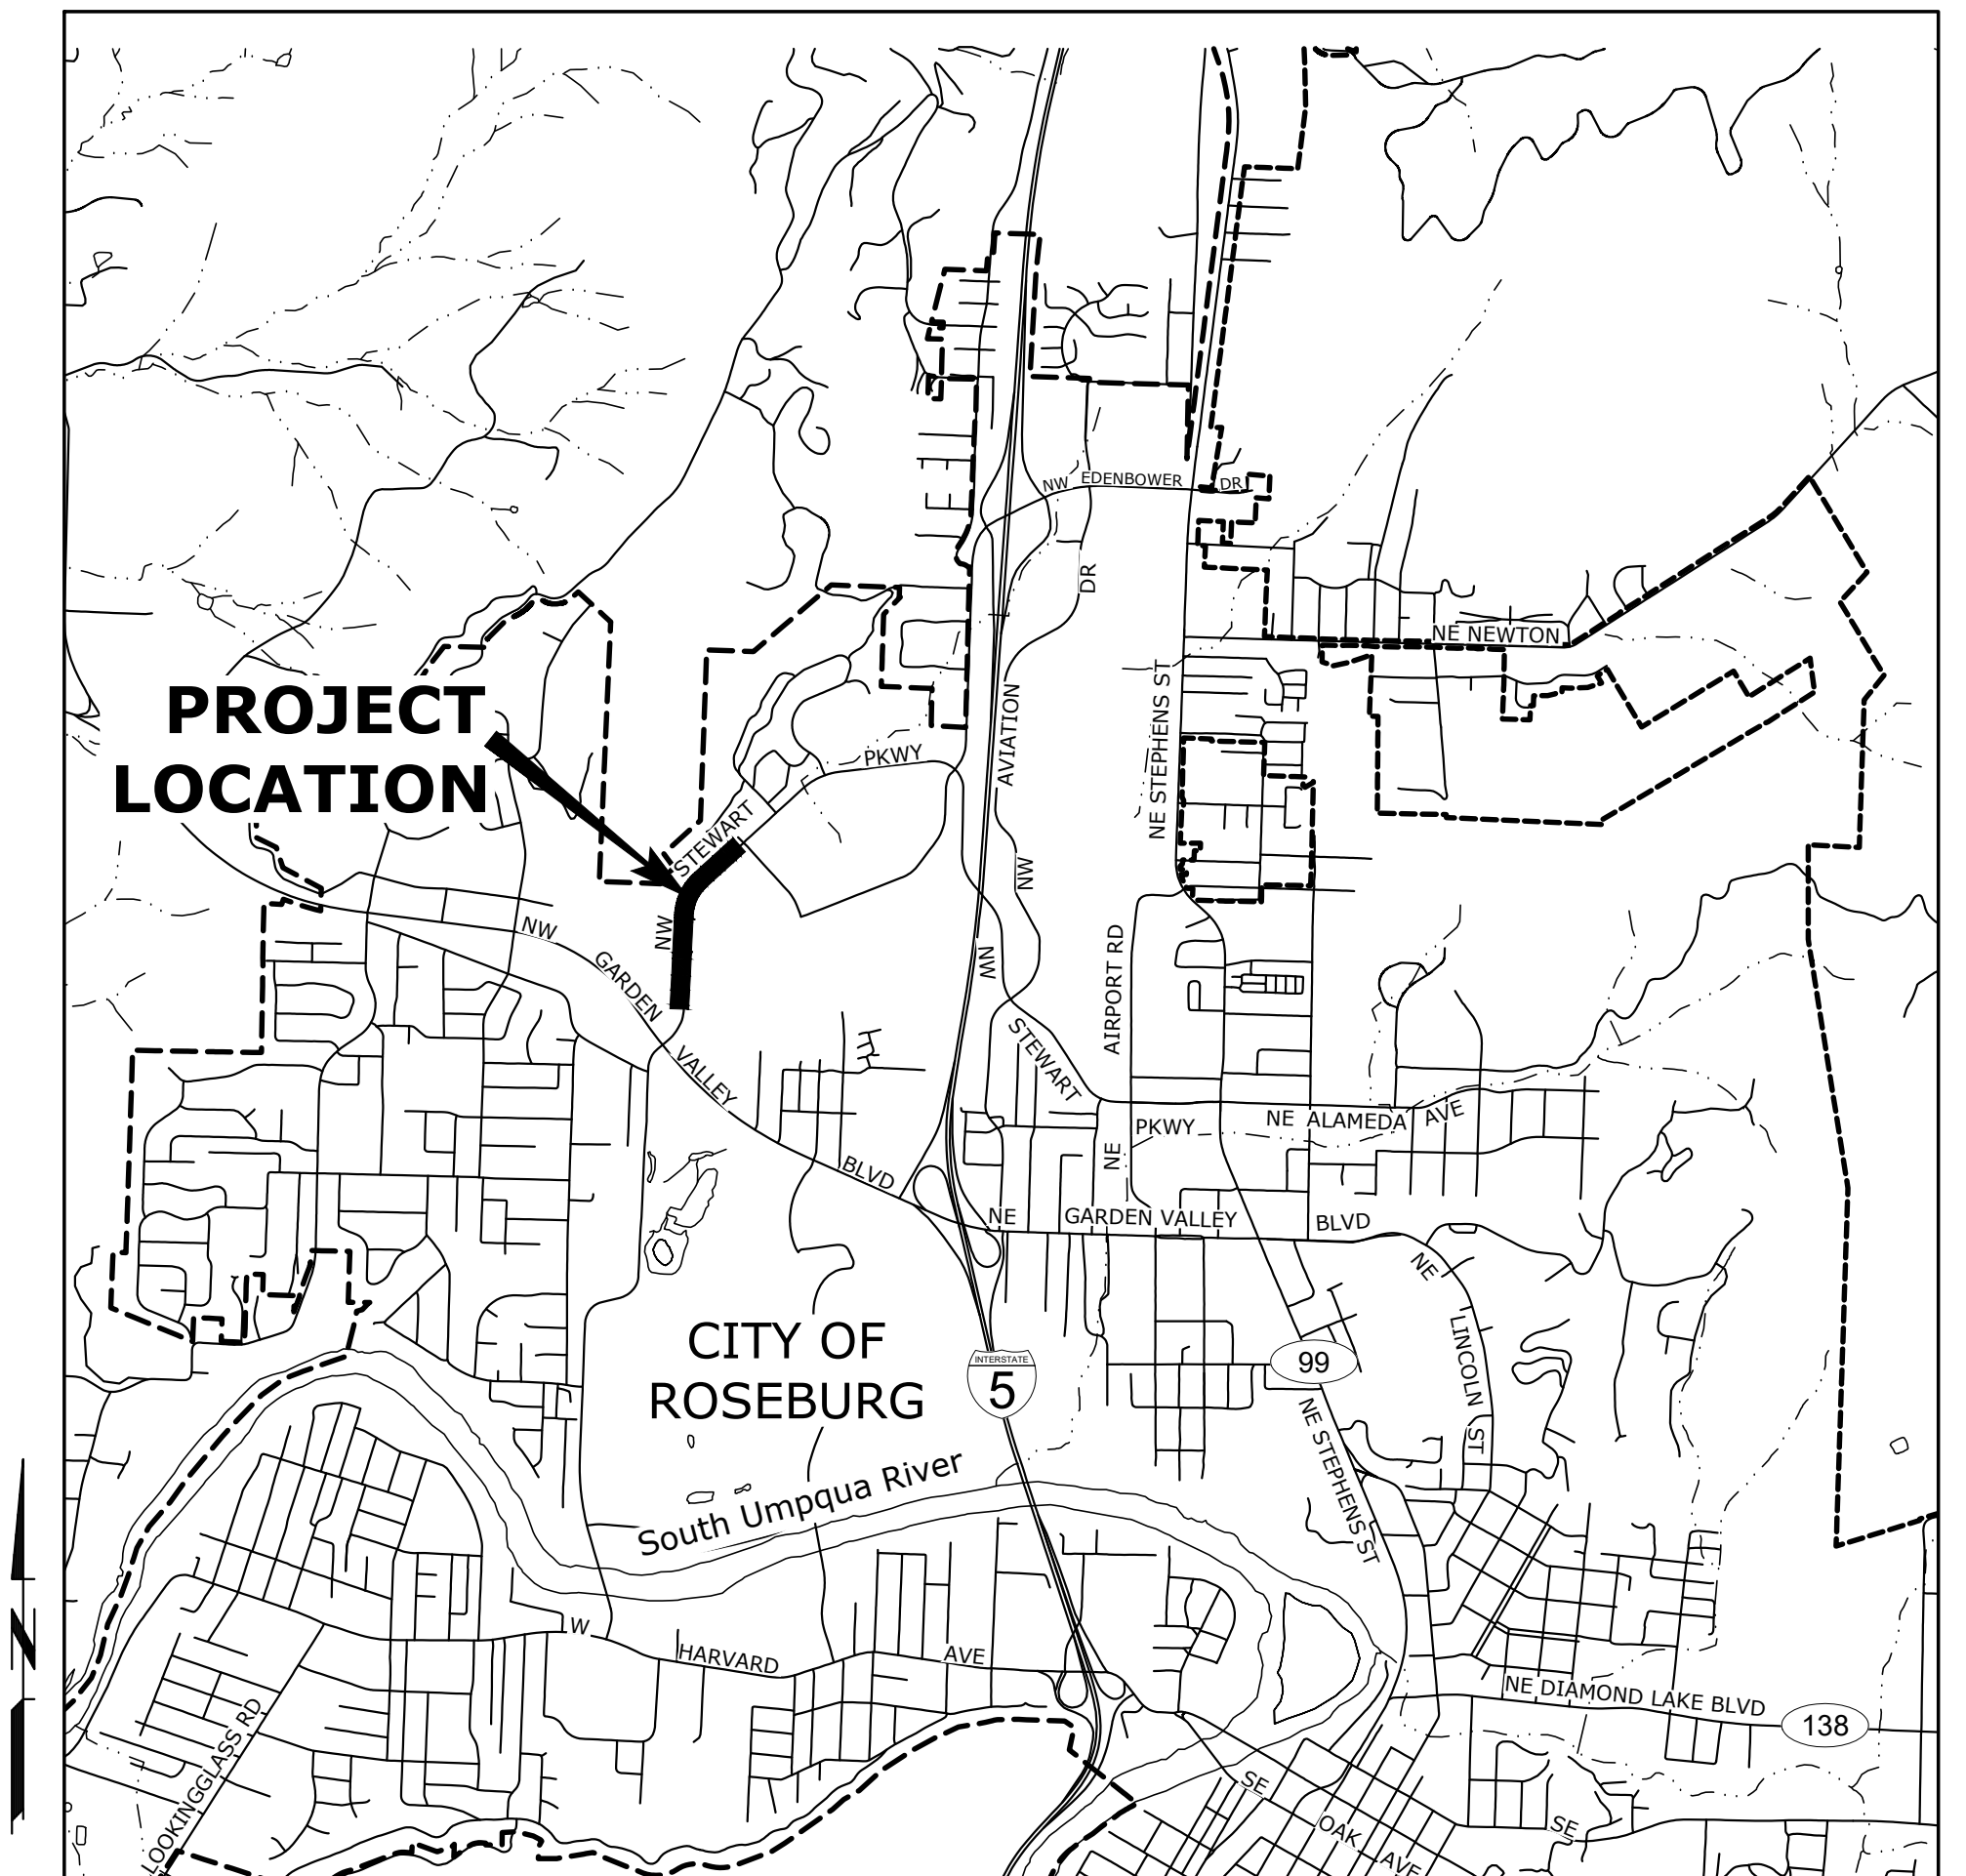 NW EDENBOWER DR
DR
NE NEWTON
PROJECT
LOCATION
PKWY
AVIATION
NE STEPHENS ST
STEWART
NW
NW
NW
GARDEN
NW
AIRPORT RD
STEWART
VALLEY
PKWY
NE ALAMEDA AVE
NE
BLVD
NE GARDEN VALLEY BLVD
NE
LINCOLN ST
CITY OF
ROSEBURG
INTERSTATE
5
99
NE STEPHENS ST
South Umpqua River
N
W HARVARD AVE
NE DIAMOND LAKE BLVD
138
LOOKINGGLASS RD
SE OAK AVE
SE